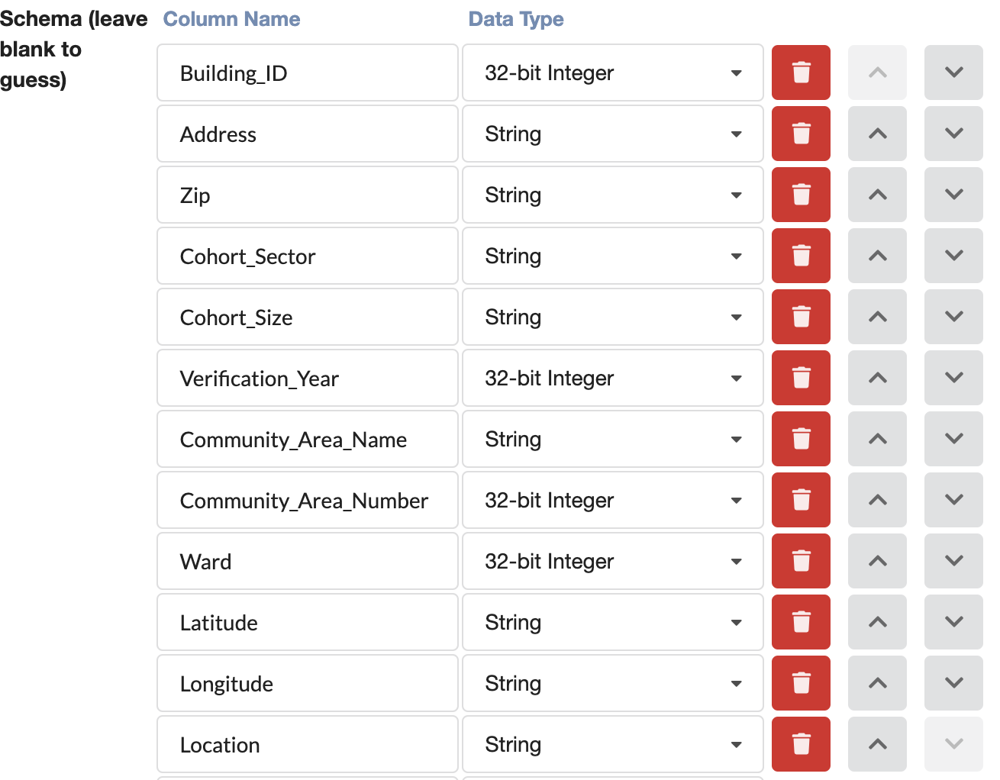 Schema (leave
blank to
guess)
Column Name Data Type
Building_ID 32-bit Integer
Address String
Zip String
Cohort_Sector String
Cohort_Size String
Verification_Year 32-bit Integer
Community_Area_Name String
Community_Area_Number 32-bit Integer
Ward 32-bit Integer
Latitude String
Longitude String
Location String